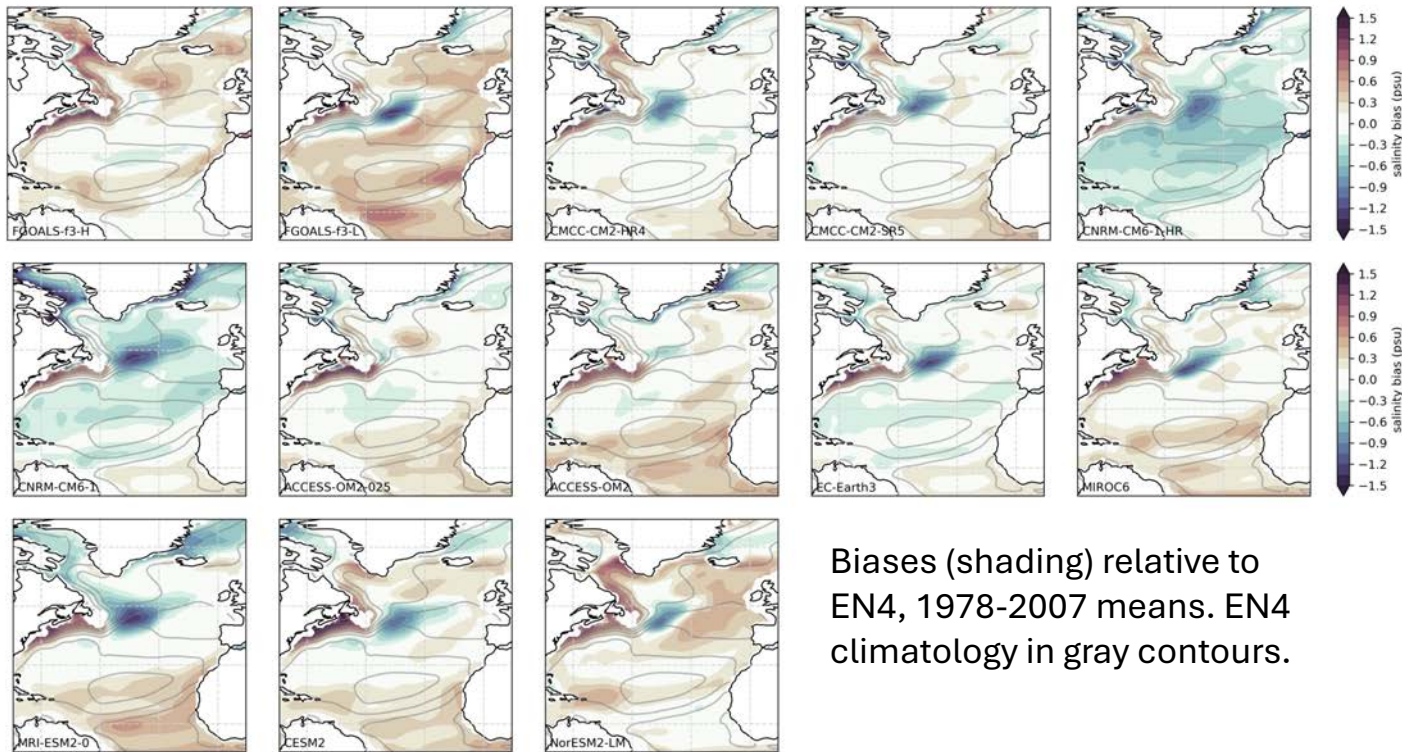 FGOALS-f3-H
FGOALS-f3-L
CMCC-CM2-HR4
CMCC-CM2-SR5
CNRM-CM6-1-HR
1.5
1.2
0.9
0.6
0.3
0.0
−0.3
−0.6
−0.9
−1.2
−1.5
salinity bias (psu)
CNRM-CM6-1
ACCESS-OM2-025
ACCESS-OM2
EC-Earth3
MIROC6
1.5
1.2
0.9
0.6
0.3
0.0
−0.3
−0.6
−0.9
−1.2
−1.5
salinity bias (psu)
MRI-ESM2-0
CESM2
NorESM2-LM
Biases (shading) relative to
EN4, 1978-2007 means. EN4
climatology in gray contours.